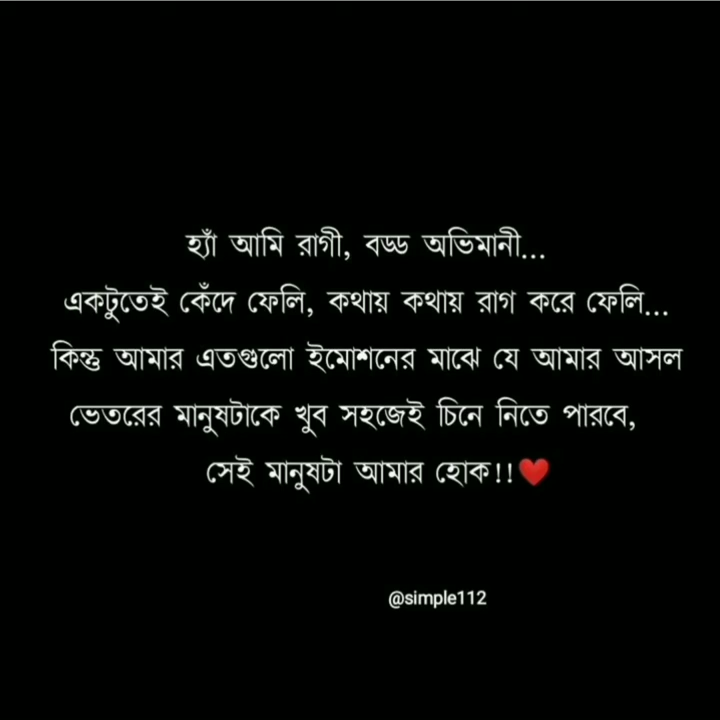 হ্যাঁ আমি রাগী, বড্ড অভিমানী...
একটুতেই কেঁদে ফেলি, কথায় কথায় রাগ করে ফেলি...
কিন্তু আমার এতগুলো ইমোশনের মাঝে যে আমার আসল
ভেতরের মানুষটাকে খুব সহজেই চিনে নিতে পারবে,
সেই মানুষটা আমার হোক!!❤️
@simple112